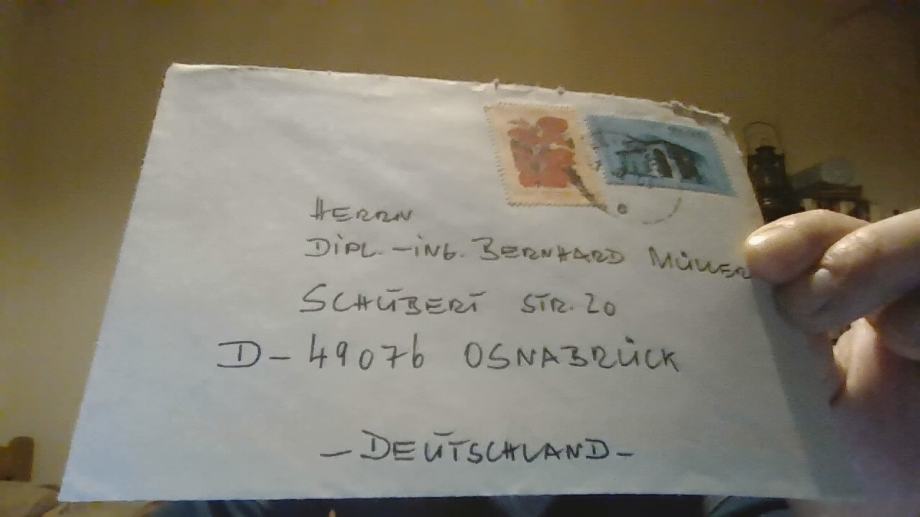 HERRN
DIPL.-ING. BERNHARD MÜLLER
SCHUBERT STR. 20
D-49076 OSNABRÜCK
-DEUTSCHLAND-